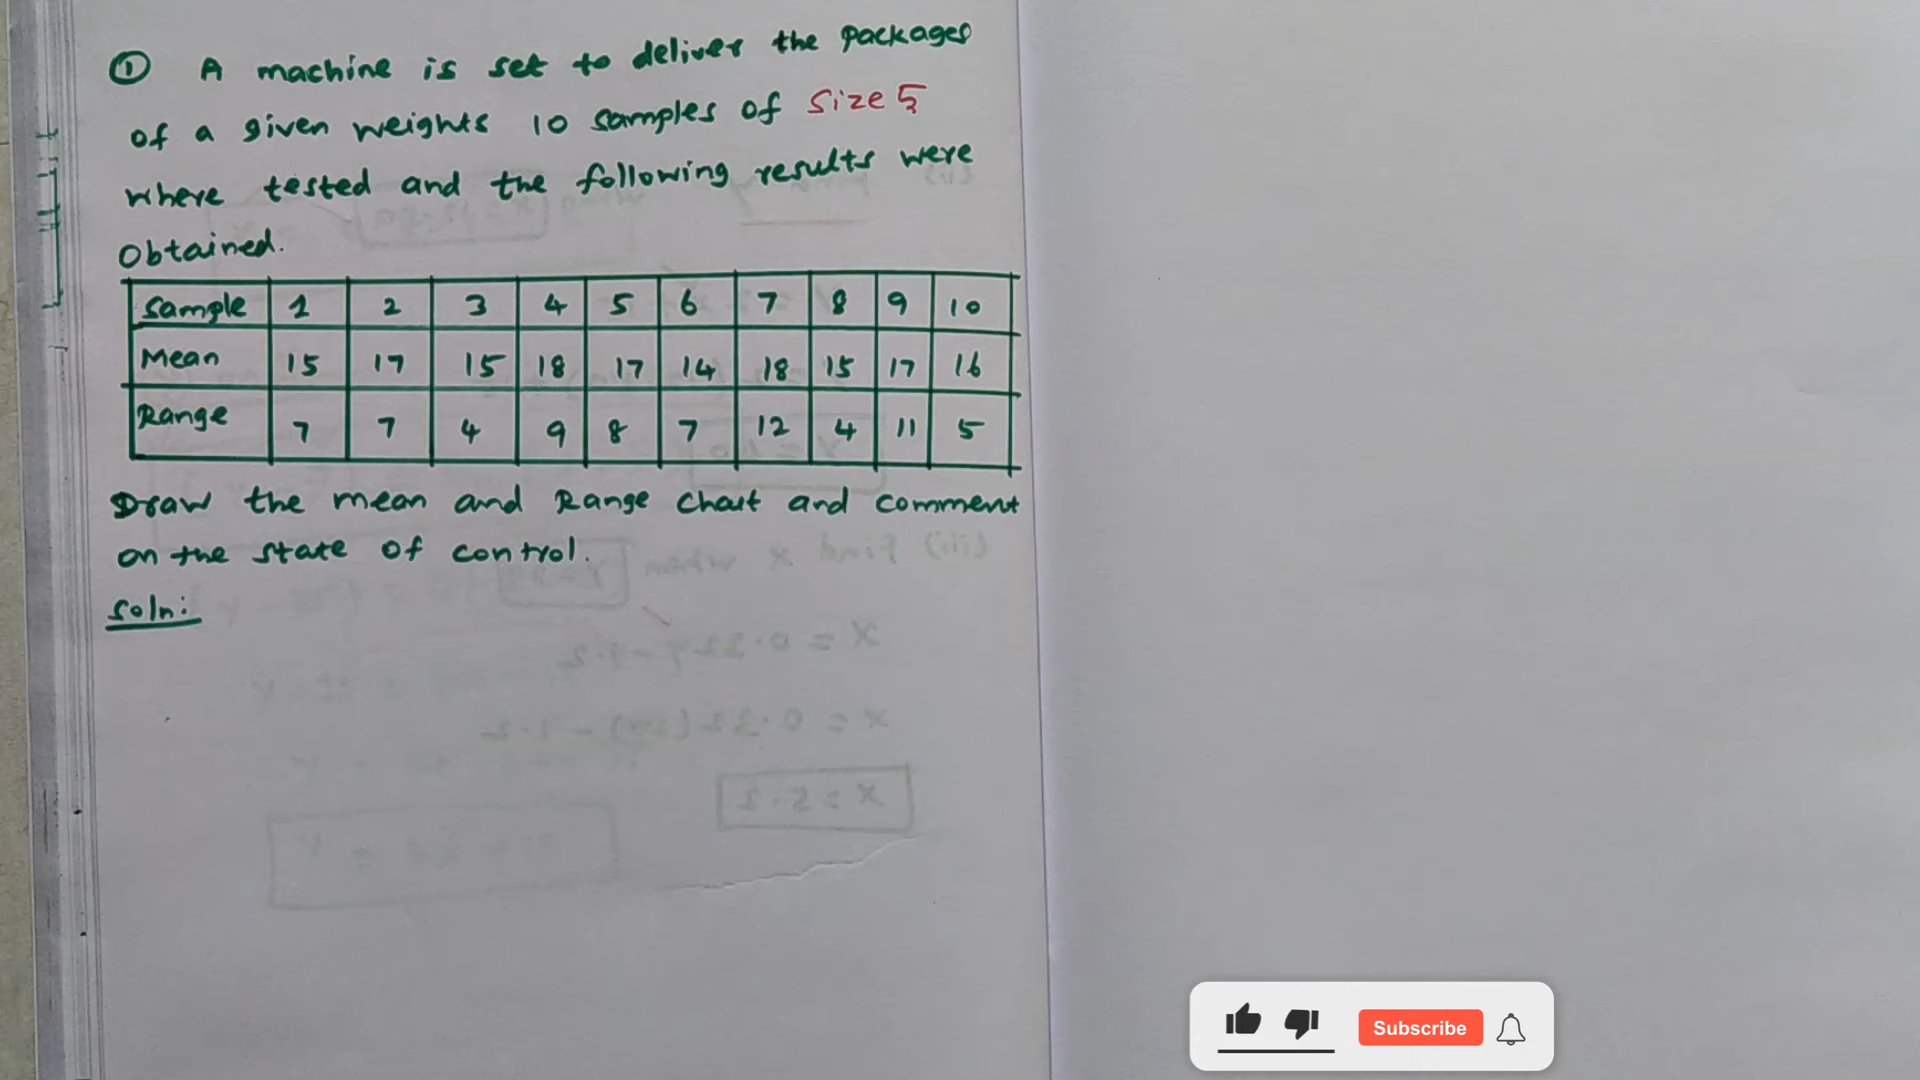 ① A machine is set to deliver the packages
of a given weights 10 samples of size 5
where tested and the following results were
obtained.
Sample 1 2 3 4 5 6 7 8 9 10
Mean 15 17 15 18 17 14 18 15 17 16
Range 7 7 4 9 8 7 12 4 11 5
Draw the mean and Range chart and comment
on the state of control.
Soln:
Subscribe